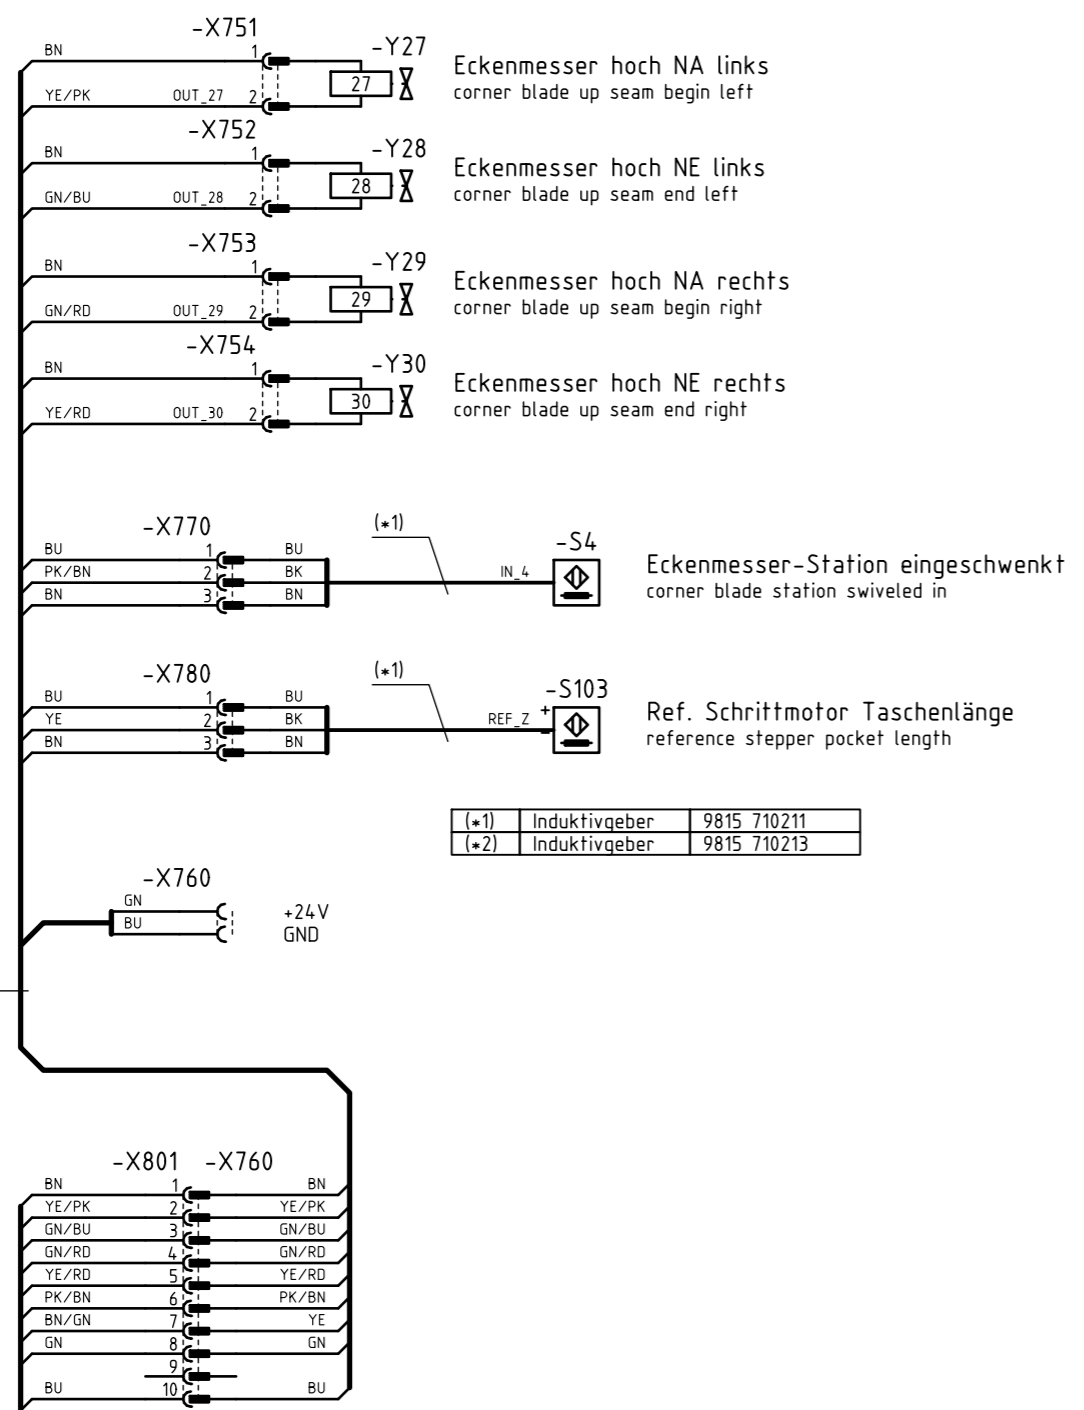 -X751
BN 1 -Y27
27 Eckenmesser hoch NA links
YE/PK OUT_27 2 corner blade up seam begin left
-X752
BN 1 -Y28
28 Eckenmesser hoch NE links
GN/BU OUT_28 2 corner blade up seam end left
-X753
BN 1 -Y29
29 Eckenmesser hoch NA rechts
GN/RD OUT_29 2 corner blade up seam begin right
-X754
BN 1 -Y30
30 Eckenmesser hoch NE rechts
YE/RD OUT_30 2 corner blade up seam end right
-X770 (*1) -S4
BU 1 BU
PK/BN 2 BK IN_4 Eckenmesser-Station eingeschwenkt
BN 3 BN corner blade station swiveled in
-X780 (*1) -S103
BU 1 BU +
YE 2 BK REF_Z - Ref. Schrittmotor Taschenlänge
BN 3 BN reference stepper pocket length
(*1) Induktivgeber 9815 710211
(*2) Induktivgeber 9815 710213
-X760
GN +24V
BU GND
-X801 -X760
BN 1 BN
YE/PK 2 YE/PK
GN/BU 3 GN/BU
GN/RD 4 GN/RD
YE/RD 5 YE/RD
PK/BN 6 PK/BN
BN/GN 7 YE
GN 8 GN
9
BU 10 BU